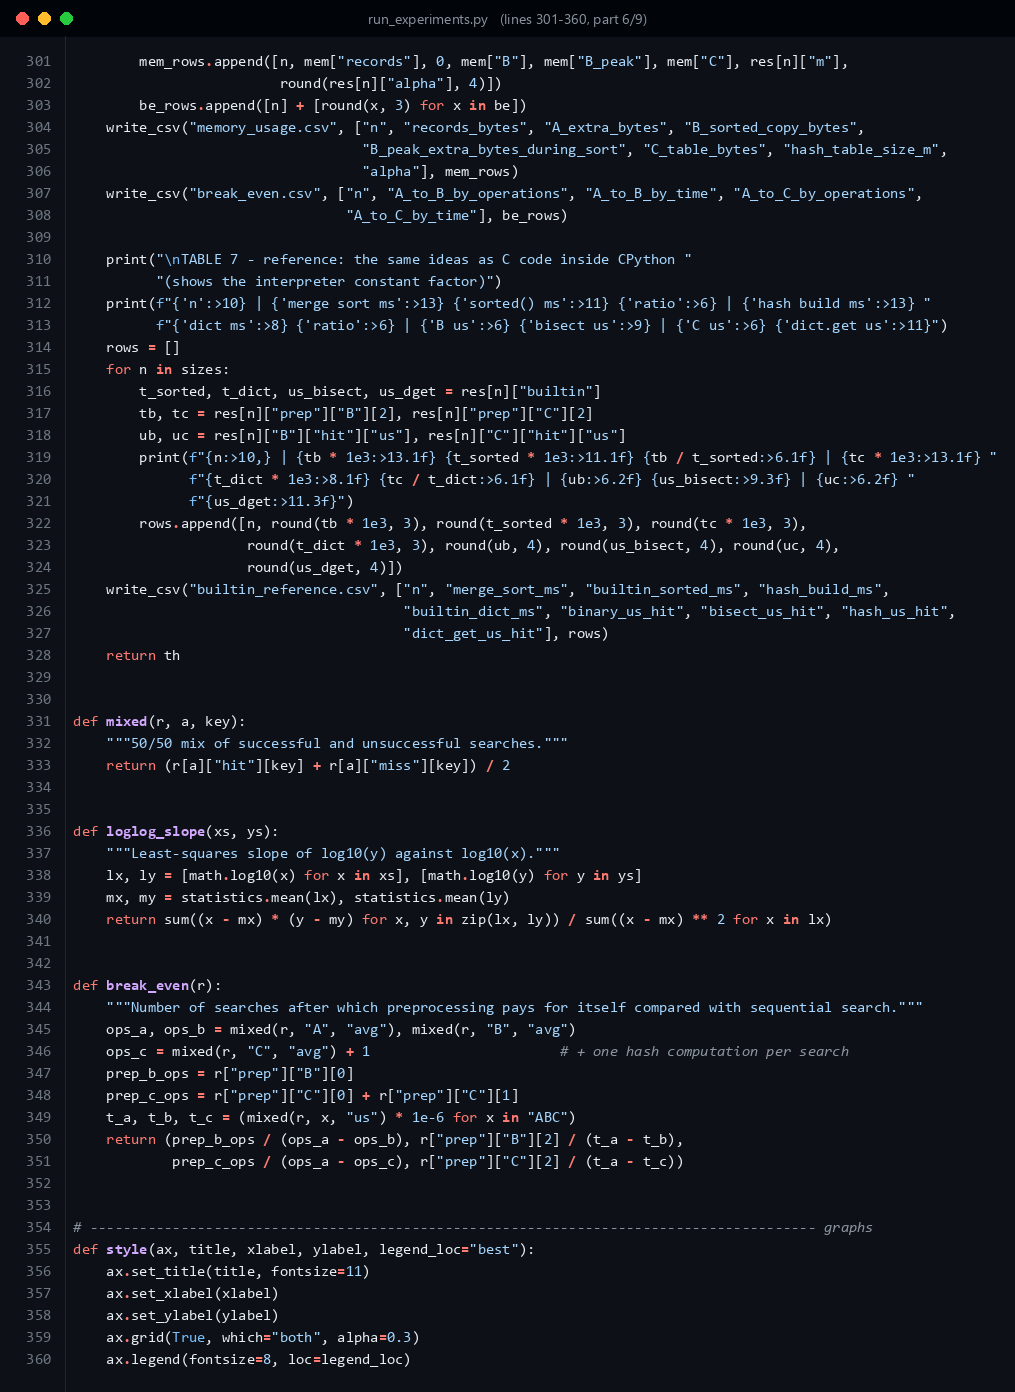 run_experiments.py (lines 301-360, part 6/9)
301         mem_rows.append([n, mem["records"], 0, mem["B"], mem["B_peak"], mem["C"], res[n]["m"],
302                          round(res[n]["alpha"], 4)])
303         be_rows.append([n] + [round(x, 3) for x in be])
304     write_csv("memory_usage.csv", ["n", "records_bytes", "A_extra_bytes", "B_sorted_copy_bytes",
305                                    "B_peak_extra_bytes_during_sort", "C_table_bytes", "hash_table_size_m",
306                                    "alpha"], mem_rows)
307     write_csv("break_even.csv", ["n", "A_to_B_by_operations", "A_to_B_by_time", "A_to_C_by_operations",
308                                  "A_to_C_by_time"], be_rows)
309
310     print("\nTABLE 7 - reference: the same ideas as C code inside CPython "
311           "(shows the interpreter constant factor)")
312     print(f"{'n':>10} | {'merge sort ms':>13} {'sorted() ms':>11} {'ratio':>6} | {'hash build ms':>13} "
313           f"{'dict ms':>8} {'ratio':>6} | {'B us':>6} {'bisect us':>9} | {'C us':>6} {'dict.get us':>11}")
314     rows = []
315     for n in sizes:
316         t_sorted, t_dict, us_bisect, us_dget = res[n]["builtin"]
317         tb, tc = res[n]["prep"]["B"][2], res[n]["prep"]["C"][2]
318         ub, uc = res[n]["B"]["hit"]["us"], res[n]["C"]["hit"]["us"]
319         print(f"{n:>10,} | {tb * 1e3:>13.1f} {t_sorted * 1e3:>11.1f} {tb / t_sorted:>6.1f} | {tc * 1e3:>13.1f} "
320               f"{t_dict * 1e3:>8.1f} {tc / t_dict:>6.1f} | {ub:>6.2f} {us_bisect:>9.3f} | {uc:>6.2f} "
321               f"{us_dget:>11.3f}")
322         rows.append([n, round(tb * 1e3, 3), round(t_sorted * 1e3, 3), round(tc * 1e3, 3),
323                      round(t_dict * 1e3, 3), round(ub, 4), round(us_bisect, 4), round(uc, 4),
324                      round(us_dget, 4)])
325     write_csv("builtin_reference.csv", ["n", "merge_sort_ms", "builtin_sorted_ms", "hash_build_ms",
326                                         "builtin_dict_ms", "binary_us_hit", "bisect_us_hit", "hash_us_hit",
327                                         "dict_get_us_hit"], rows)
328     return th
329
330
331 def mixed(r, a, key):
332     """50/50 mix of successful and unsuccessful searches."""
333     return (r[a]["hit"][key] + r[a]["miss"][key]) / 2
334
335
336 def loglog_slope(xs, ys):
337     """Least-squares slope of log10(y) against log10(x)."""
338     lx, ly = [math.log10(x) for x in xs], [math.log10(y) for y in ys]
339     mx, my = statistics.mean(lx), statistics.mean(ly)
340     return sum((x - mx) * (y - my) for x, y in zip(lx, ly)) / sum((x - mx) ** 2 for x in lx)
341
342
343 def break_even(r):
344     """Number of searches after which preprocessing pays for itself compared with sequential search."""
345     ops_a, ops_b = mixed(r, "A", "avg"), mixed(r, "B", "avg")
346     ops_c = mixed(r, "C", "avg") + 1                       # + one hash computation per search
347     prep_b_ops = r["prep"]["B"][0]
348     prep_c_ops = r["prep"]["C"][0] + r["prep"]["C"][1]
349     t_a, t_b, t_c = (mixed(r, x, "us") * 1e-6 for x in "ABC")
350     return (prep_b_ops / (ops_a - ops_b), r["prep"]["B"][2] / (t_a - t_b),
351             prep_c_ops / (ops_a - ops_c), r["prep"]["C"][2] / (t_a - t_c))
352
353
354 # ---------------------------------------------------------------------------------------- graphs
355 def style(ax, title, xlabel, ylabel, legend_loc="best"):
356     ax.set_title(title, fontsize=11)
357     ax.set_xlabel(xlabel)
358     ax.set_ylabel(ylabel)
359     ax.grid(True, which="both", alpha=0.3)
360     ax.legend(fontsize=8, loc=legend_loc)